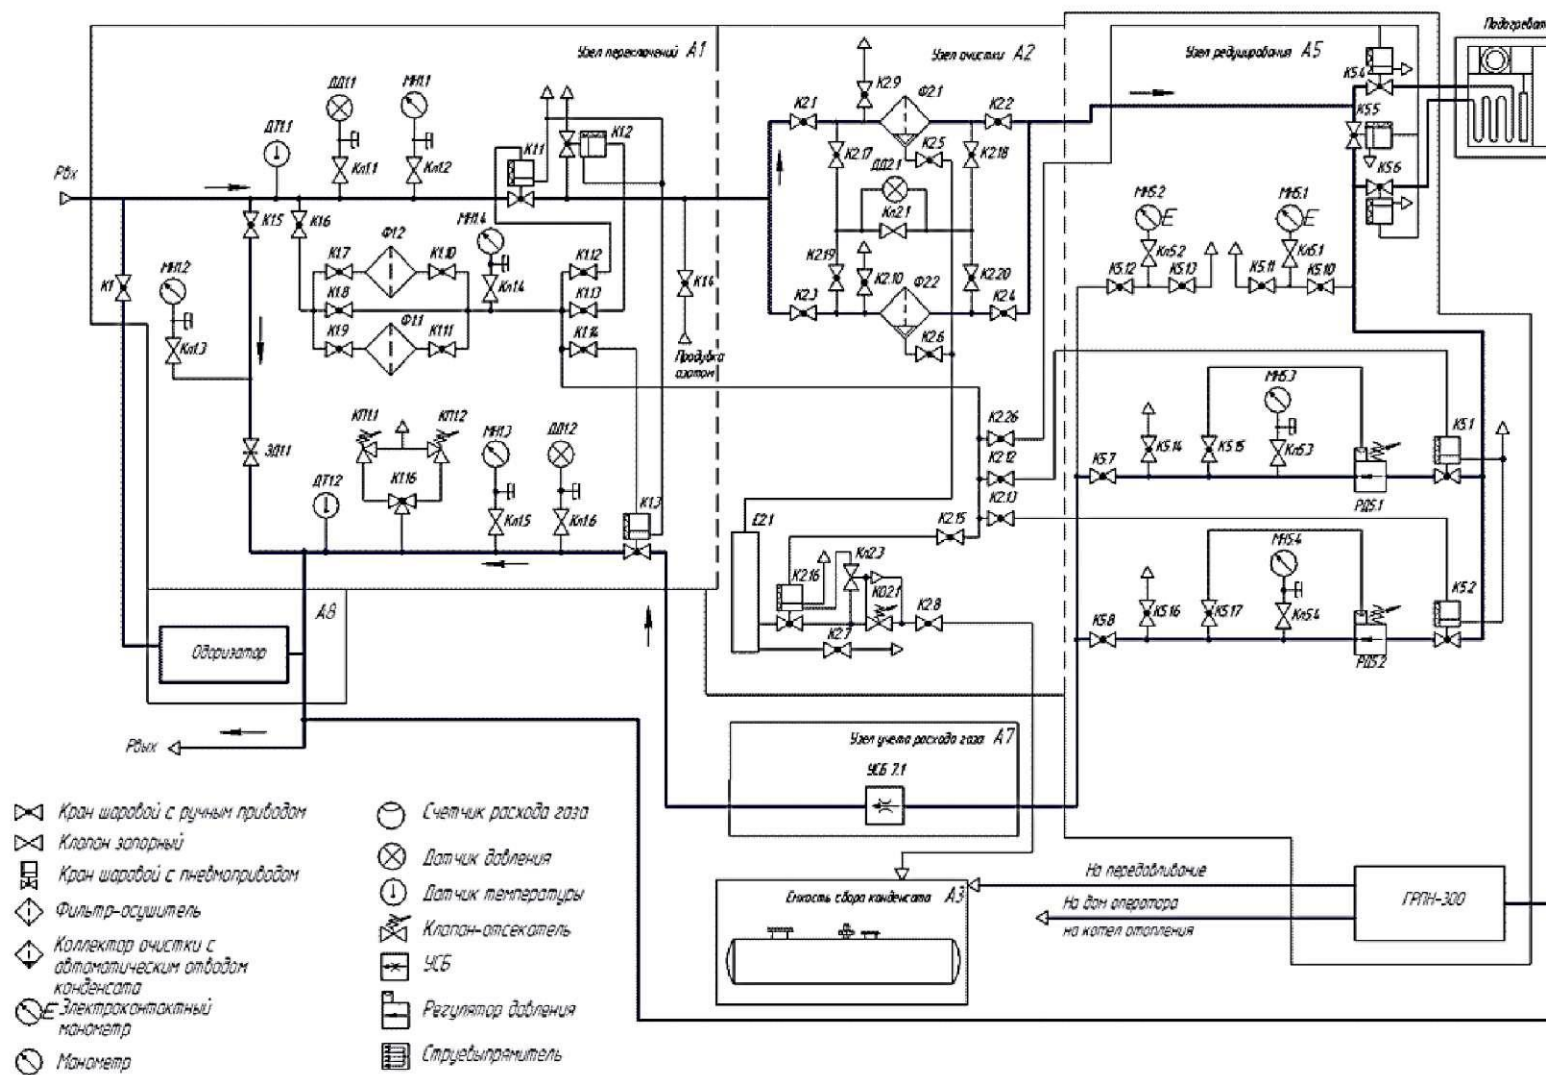 Узел переключений А1
Узел очистки А2
Узел редуцирования А5
Рвх
ДТ1.1
ДД1.1
МН1.1
Кл1.1
Кл1.2
К1.1
К1.2
К1.5
К1.6
К1
МН1.2
Кл1.3
К1.7
Ф1.2
К1.10
К1.8
К1.9
Ф1.1
К1.11
МН1.4
Кл1.4
К1.12
К1.13
К1.14
К1.4
Продувка
азотом
ЗД1.1
ДТ1.2
КП1.1
КП1.2
К1.16
МН1.3
Кл1.5
ДД1.2
Кл1.6
К1.3
К2.1
К2.9
Ф2.1
К2.2
К2.17
К2.5
К2.18
ДД2.1
Кл2.1
К2.19
К2.10
Ф2.2
К2.20
К2.3
К2.4
К2.6
К2.26
К2.12
К2.13
К2.15
Е2.1
К2.16
Кл2.3
К02.1
К2.8
К2.7
К5.4
К5.5
К5.6
МН5.2
Е
Кл5.2
К5.12
К5.13
МН5.1
Е
Кл5.1
К5.11
К5.10
МН5.3
Кл5.3
К5.7
К5.14
К5.15
РД5.1
К5.1
МН5.4
Кл5.4
К5.8
К5.16
К5.17
РД5.2
К5.2
А8
Одоризатор
Рвых
Узел учета расхода газа А7
УСБ 7.1
Емкость сбора конденсата А3
На передавливание
На дом оператора
на котел отопления
ГРПН-300
Кран шаровой с ручным приводом
Клапан запорный
Кран шаровой с пневмоприводом
Фильтр-осушитель
Коллектор очистки с
автоматическим отводом
конденсата
Е Электроконтактный
манометр
Манометр
Счетчик расхода газа
Датчик давления
Датчик температуры
Клапан-отсекатель
УСБ
Регулятор давления
Струевыпрямитель